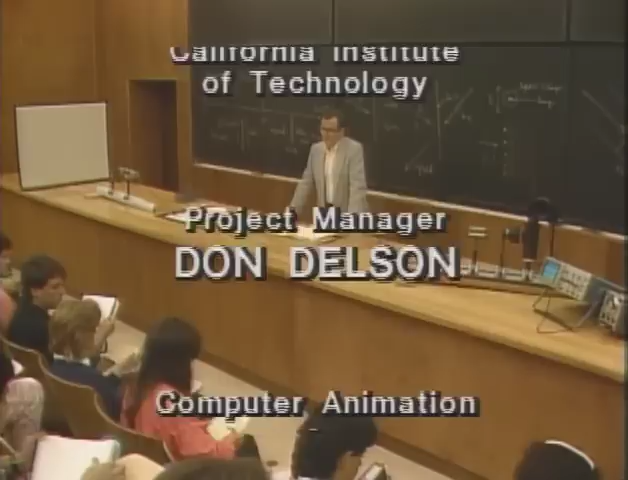 California Institute
of Technology
Project Manager
DON DELSON
Computer Animation